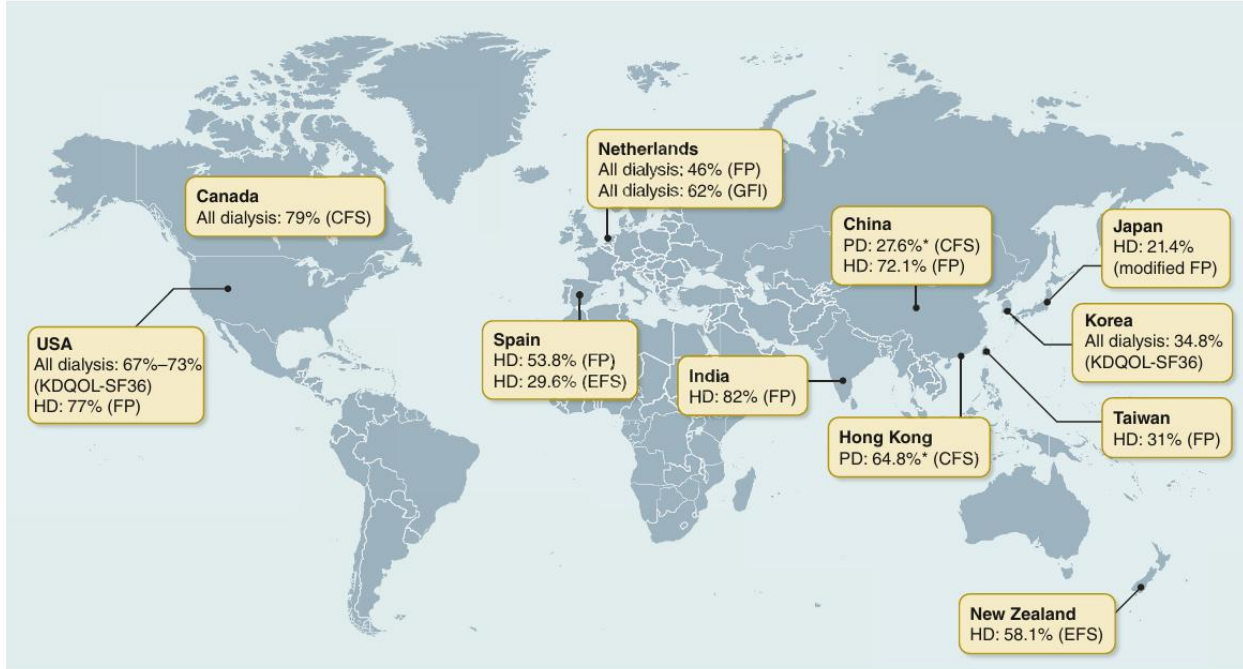 Canada
All dialysis: 79% (CFS)
USA
All dialysis: 67%–73%
(KDQOL-SF36)
HD: 77% (FP)
Netherlands
All dialysis: 46% (FP)
All dialysis: 62% (GFI)
Spain
HD: 53.8% (FP)
HD: 29.6% (EFS)
India
HD: 82% (FP)
China
PD: 27.6%* (CFS)
HD: 72.1% (FP)
Hong Kong
PD: 64.8%* (CFS)
Japan
HD: 21.4%
(modified FP)
Korea
All dialysis: 34.8%
(KDQOL-SF36)
Taiwan
HD: 31% (FP)
New Zealand
HD: 58.1% (EFS)